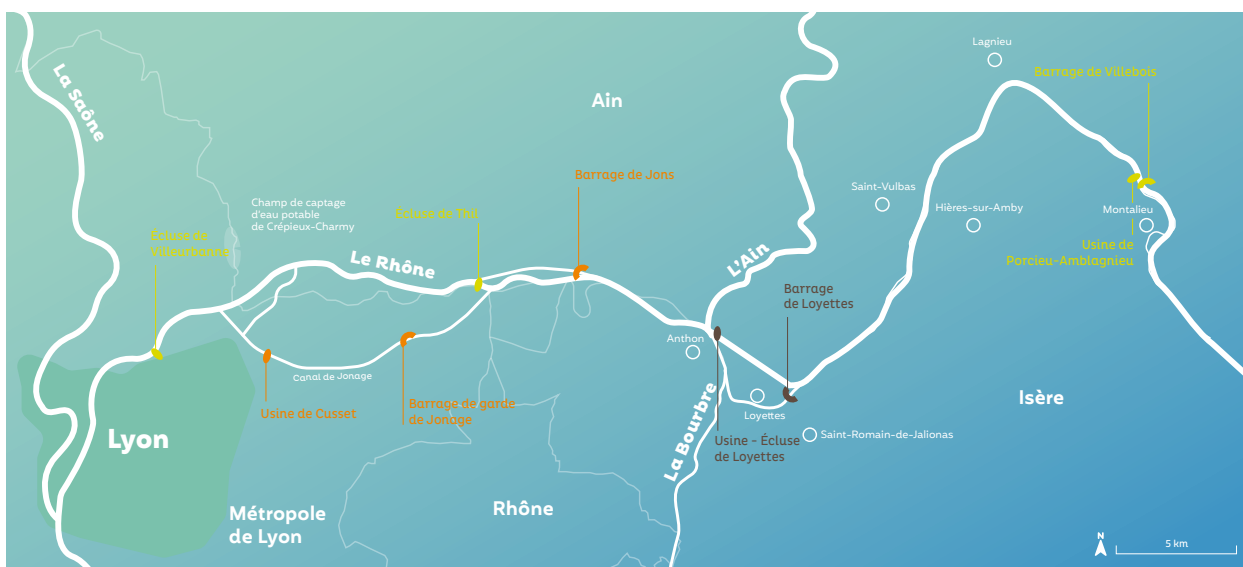 Lagnieu
Barrage de Villebois
La Saône
Ain
Barrage de Jons
Saint-Vulbas
Champ de captage
d'eau potable
de Crépieux-Charmy
Hières-sur-Amby
Montalieu
Écluse de Thil
Écluse de
Villeurbanne
Usine de
Porcieu-Amblagnieu
Le Rhône
L'Ain
Barrage
de Loyettes
Anthon
Canal de Jonage
Isère
Usine de Cusset
Barrage de garde
de Jonage
La Bourbre
Loyettes
Lyon
Saint-Romain-de-Jalionas
Usine - Écluse
de Loyettes
Rhône
Métropole
de Lyon
N
5 km